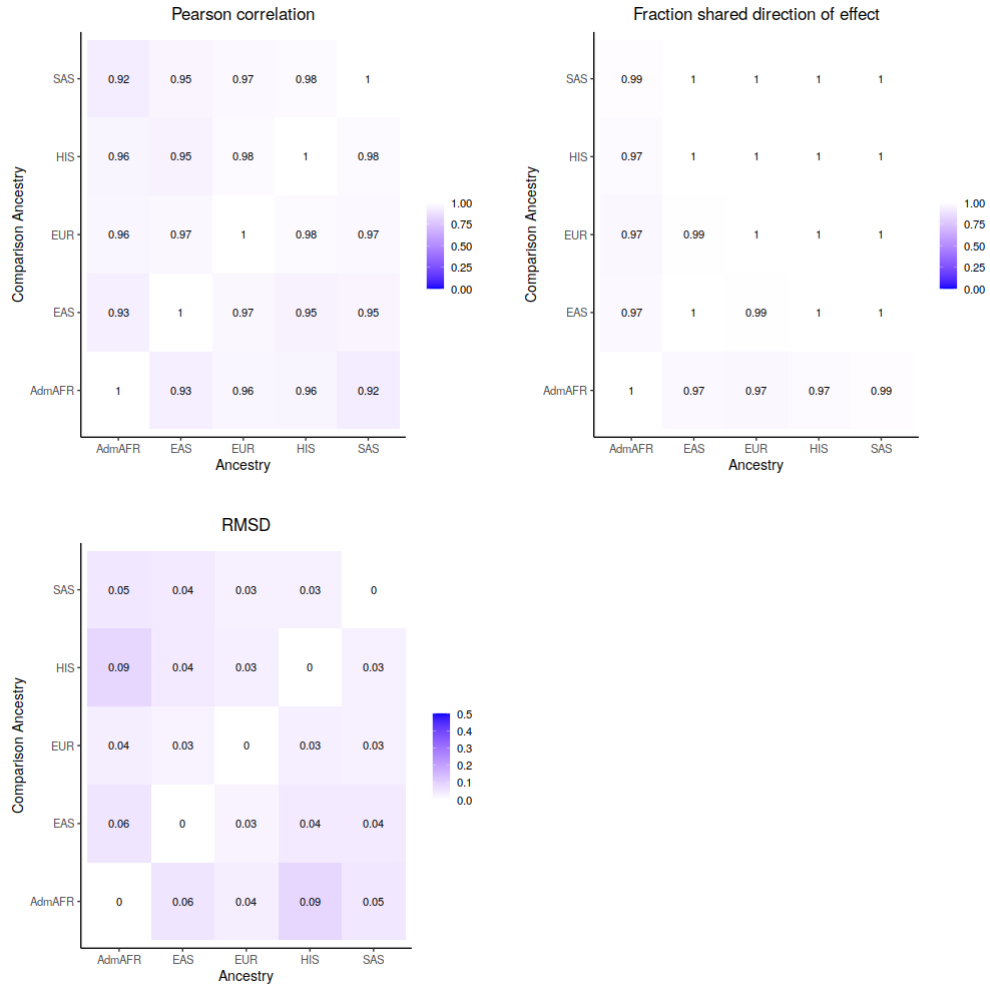 Pearson correlation
Comparison Ancestry
SAS 0.92 0.95 0.97 0.98 1
HIS 0.96 0.95 0.98 1 0.98
EUR 0.96 0.97 1 0.98 0.97
EAS 0.93 1 0.97 0.95 0.95
AdmAFR 1 0.93 0.96 0.96 0.92
AdmAFR EAS EUR HIS SAS
Ancestry
1.00
0.75
0.50
0.25
0.00
Fraction shared direction of effect
Comparison Ancestry
SAS 0.99 1 1 1 1
HIS 0.97 1 1 1 1
EUR 0.97 0.99 1 1 1
EAS 0.97 1 0.99 1 1
AdmAFR 1 0.97 0.97 0.97 0.99
AdmAFR EAS EUR HIS SAS
Ancestry
1.00
0.75
0.50
0.25
0.00
RMSD
Comparison Ancestry
SAS 0.05 0.04 0.03 0.03 0
HIS 0.09 0.04 0.03 0 0.03
EUR 0.04 0.03 0 0.03 0.03
EAS 0.06 0 0.03 0.04 0.04
AdmAFR 0 0.06 0.04 0.09 0.05
AdmAFR EAS EUR HIS SAS
Ancestry
0.5
0.4
0.3
0.2
0.1
0.0